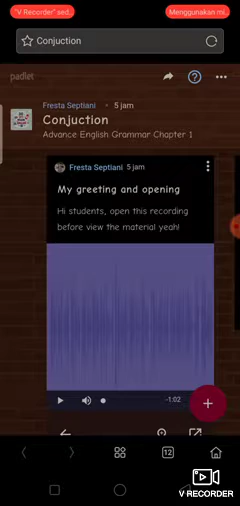 "V Recorder" sed..
Menggunakan mi..
Conjuction
padlet
Fresta Septiani • 5 jam
Conjuction
Advance English Grammar Chapter 1
Fresta Septiani 5 jam
My greeting and opening
Hi students, open this recording
before view the material yeah!
-1:02
12
V RECORDER